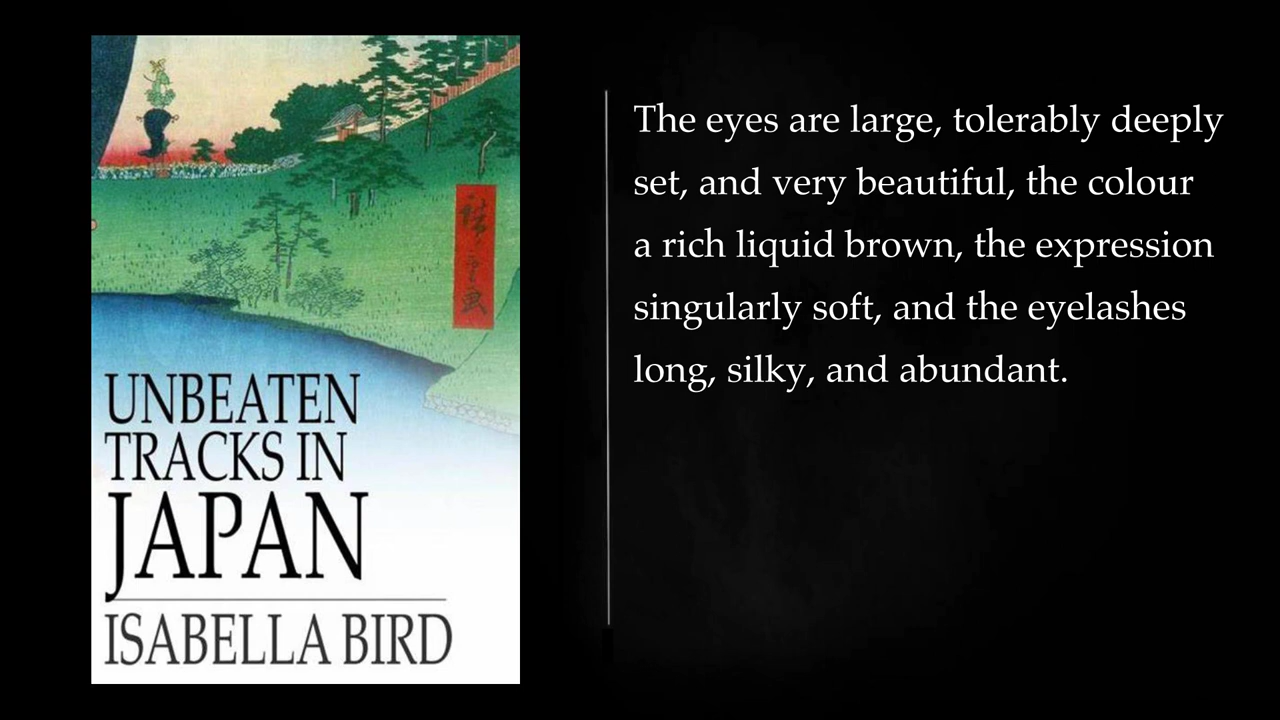 UNBEATEN
TRACKS IN
JAPAN
ISABELLA BIRD
The eyes are large, tolerably deeply
set, and very beautiful, the colour
a rich liquid brown, the expression
singularly soft, and the eyelashes
long, silky, and abundant.